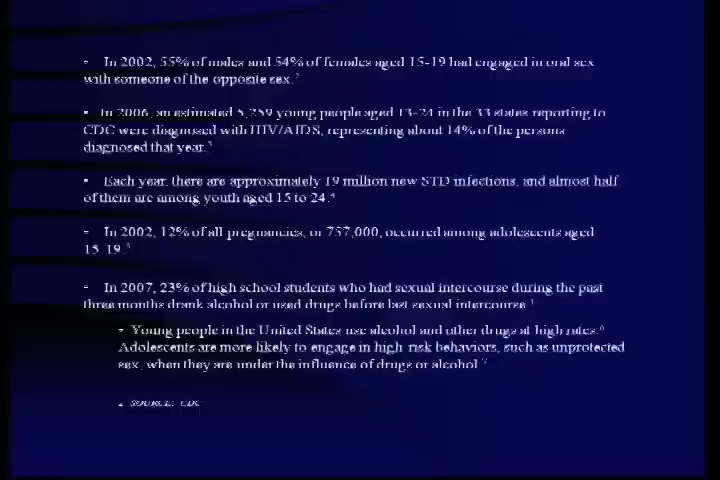 - In 2002, 55% of males and 54% of females aged 15-19 had engaged in oral sex
with someone of the opposite sex.²
• In 2006, an estimated 5,259 young people aged 13-24 in the 33 states reporting to
CDC were diagnosed with HIV/AIDS, representing about 14% of the persons
diagnosed that year.³
• Each year, there are approximately 19 million new STD infections, and almost half
of them are among youth aged 15 to 24.⁴
- In 2002, 12% of all pregnancies, or 757,000, occurred among adolescents aged
15-19.⁵
- In 2007, 23% of high school students who had sexual intercourse during the past
three months drank alcohol or used drugs before last sexual intercourse.¹
• Young people in the United States use alcohol and other drugs at high rates.⁶
Adolescents are more likely to engage in high-risk behaviors, such as unprotected
sex, when they are under the influence of drugs or alcohol.⁷
• SOURCE: CDC